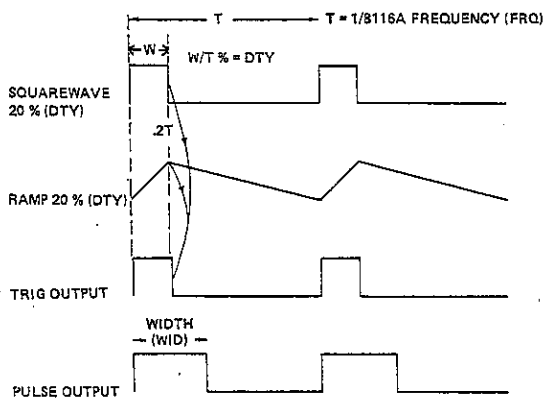 T
T = 1/8116A FREQUENCY (FRQ)
W
W/T % = DTY
SQUAREWAVE
20 % (DTY)
.2T
RAMP 20 % (DTY)
TRIG OUTPUT
WIDTH
(WID)
PULSE OUTPUT